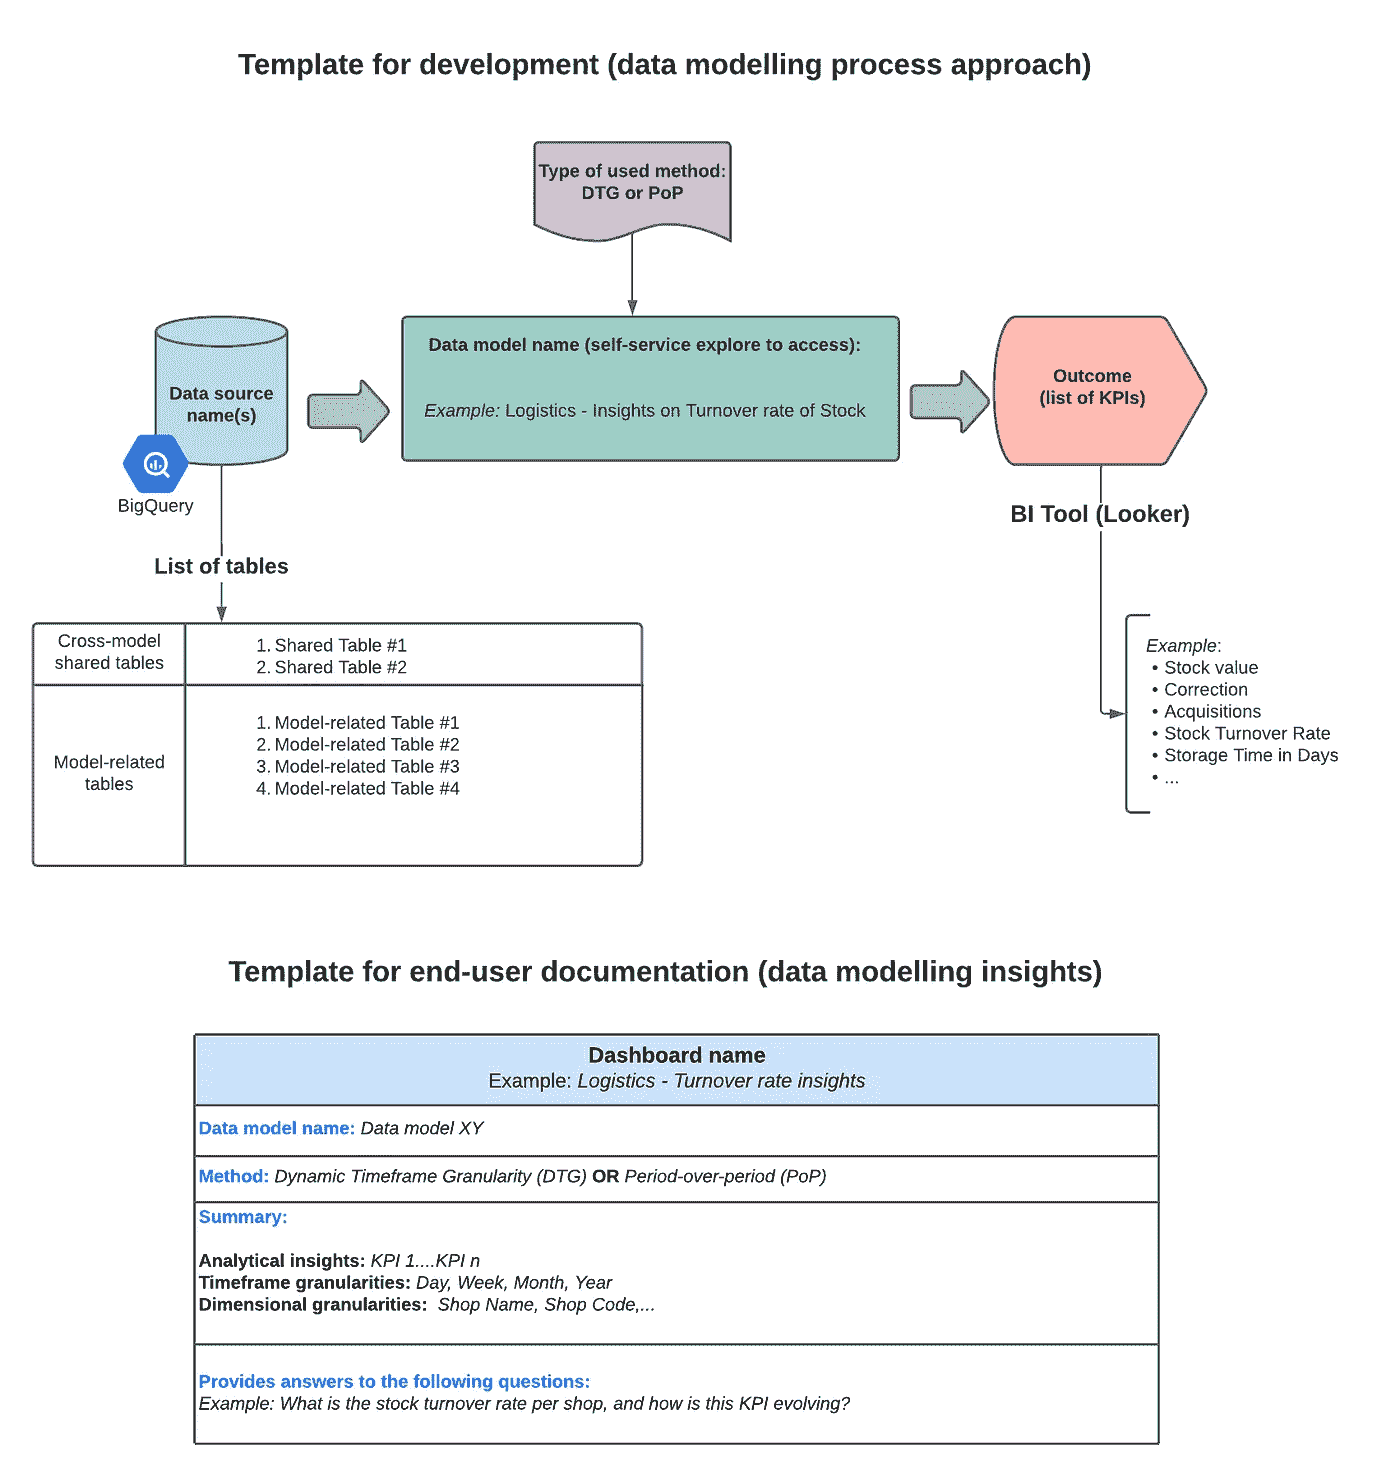 Template for development (data modelling process approach)
Type of used method:
DTG or PoP
Data source
name(s)
BigQuery
Data model name (self-service explore to access):
Example: Logistics - Insights on Turnover rate of Stock
Outcome
(list of KPIs)
BI Tool (Looker)
List of tables
Cross-model
shared tables
1. Shared Table #1
2. Shared Table #2
Model-related
tables
1. Model-related Table #1
2. Model-related Table #2
3. Model-related Table #3
4. Model-related Table #4
Example:
• Stock value
• Correction
• Acquisitions
• Stock Turnover Rate
• Storage Time in Days
• ...
Template for end-user documentation (data modelling insights)
Dashboard name
Example: Logistics - Turnover rate insights
Data model name: Data model XY
Method: Dynamic Timeframe Granularity (DTG) OR Period-over-period (PoP)
Summary:
Analytical insights: KPI 1....KPI n
Timeframe granularities: Day, Week, Month, Year
Dimensional granularities: Shop Name, Shop Code,...
Provides answers to the following questions:
Example: What is the stock turnover rate per shop, and how is this KPI evolving?